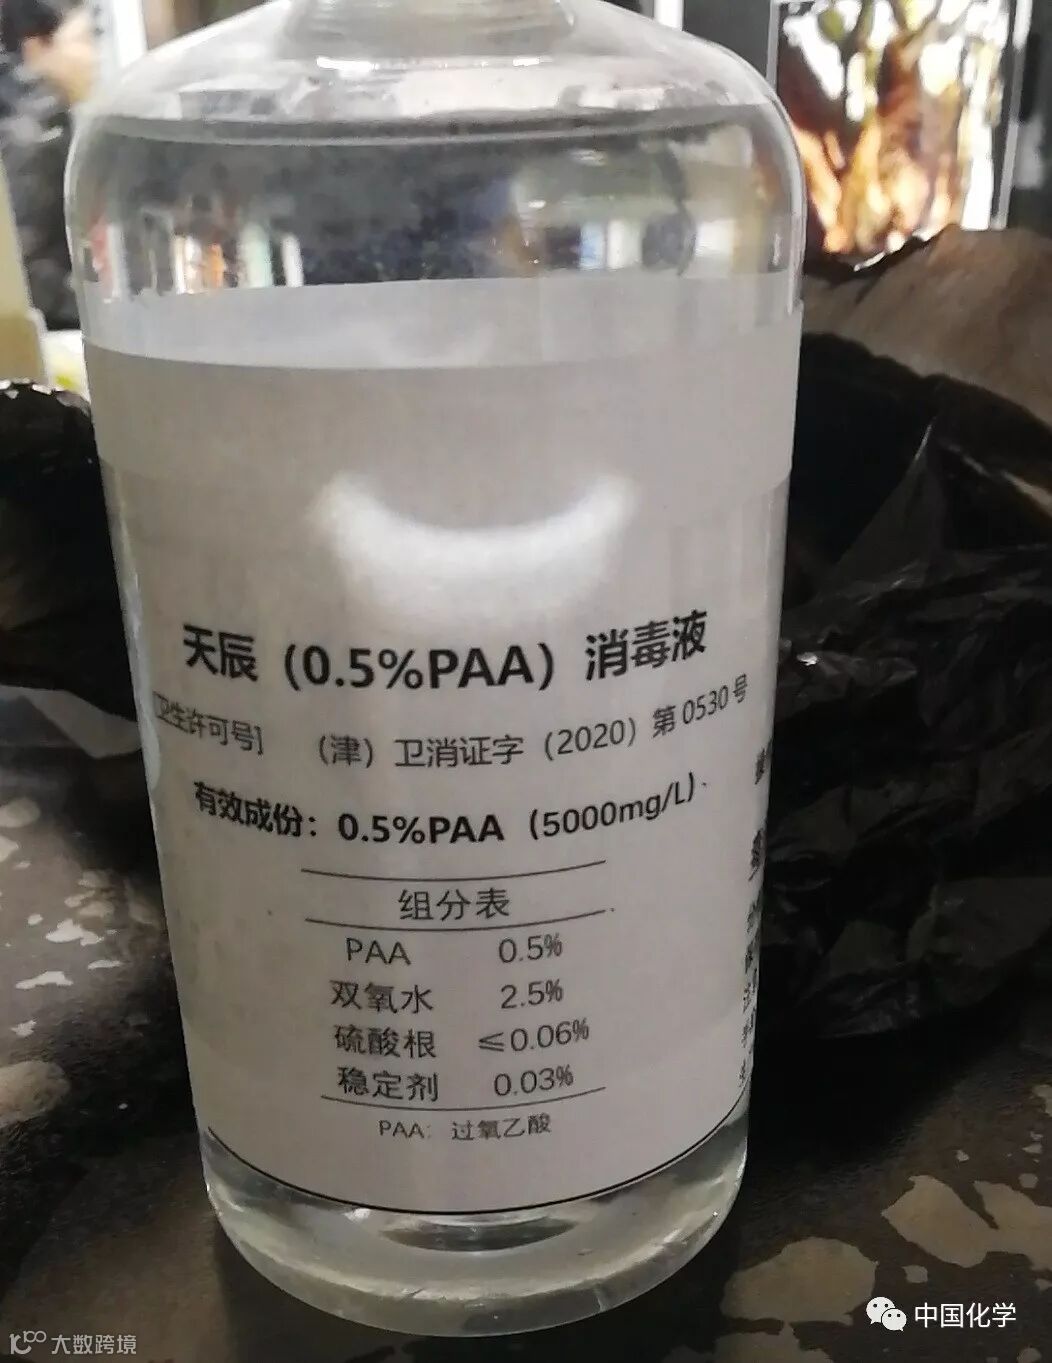 天辰（0.5%PAA）消毒液
卫生许可号]　（津）卫消证字（2020）第0530号
有效成份：0.5%PAA（5000mg/L）
组分表
PAA 0.5%
双氧水 2.5%
硫酸根 ≤0.06%
稳定剂 0.03%
PAA：过氧乙酸
中国化学
大数跨境